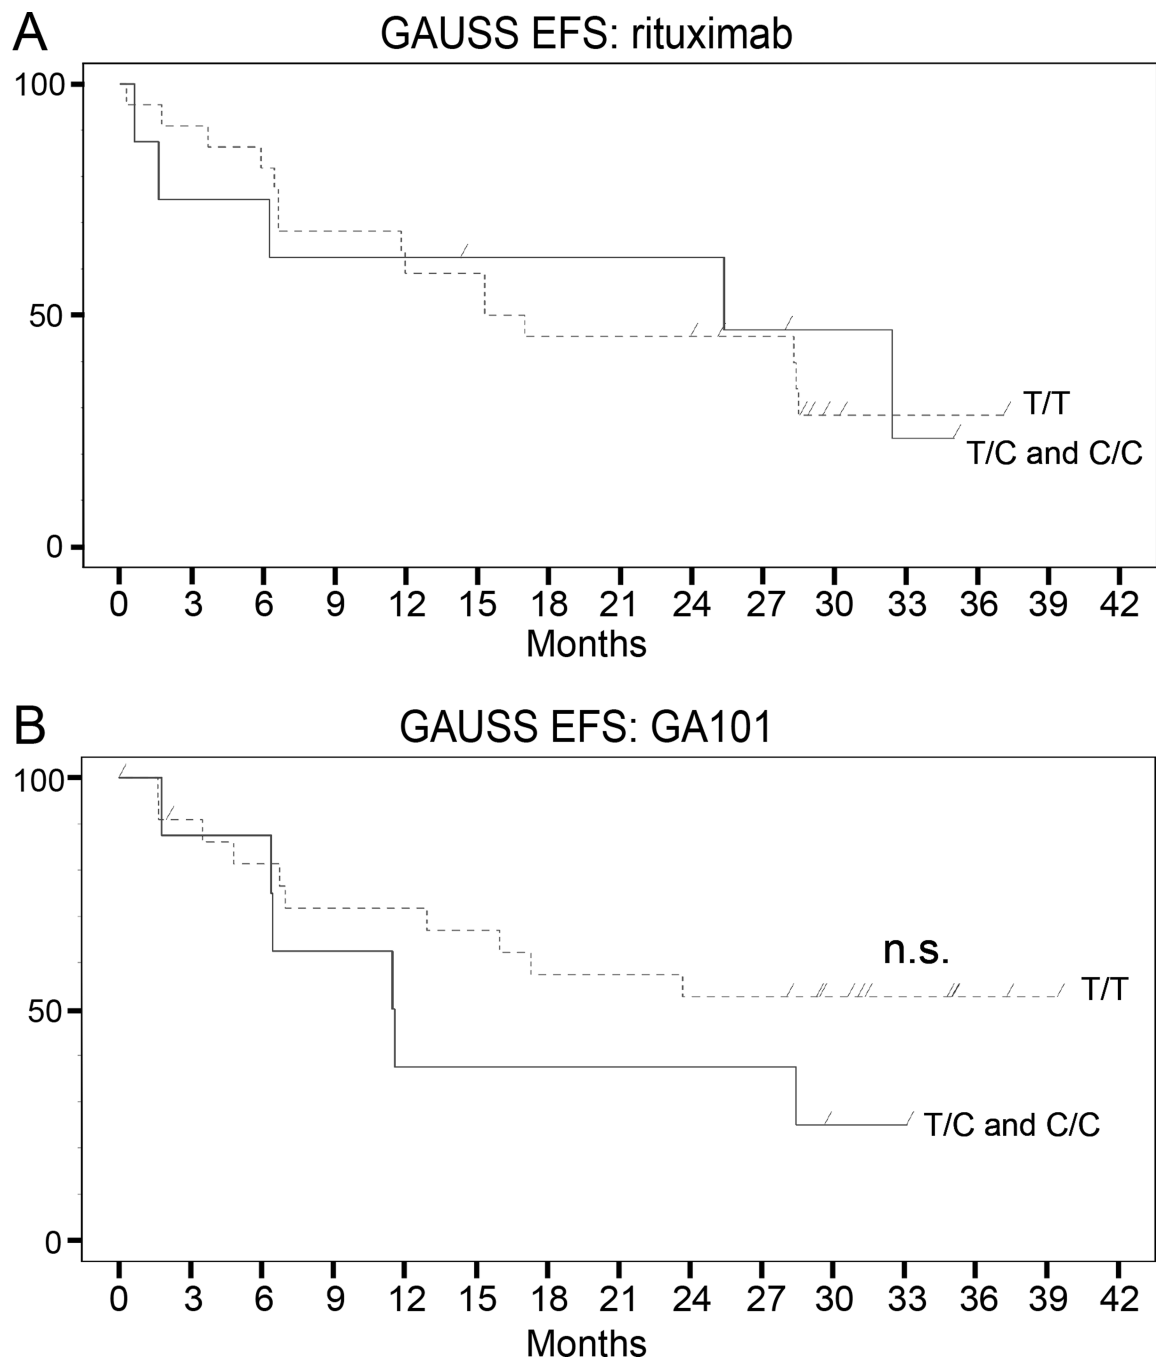 A
GAUSS EFS: rituximab
100
50
0
T/T
T/C and C/C
0 3 6 9 12 15 18 21 24 27 30 33 36 39 42
Months
B
GAUSS EFS: GA101
100
50
0
n.s.
T/T
T/C and C/C
0 3 6 9 12 15 18 21 24 27 30 33 36 39 42
Months